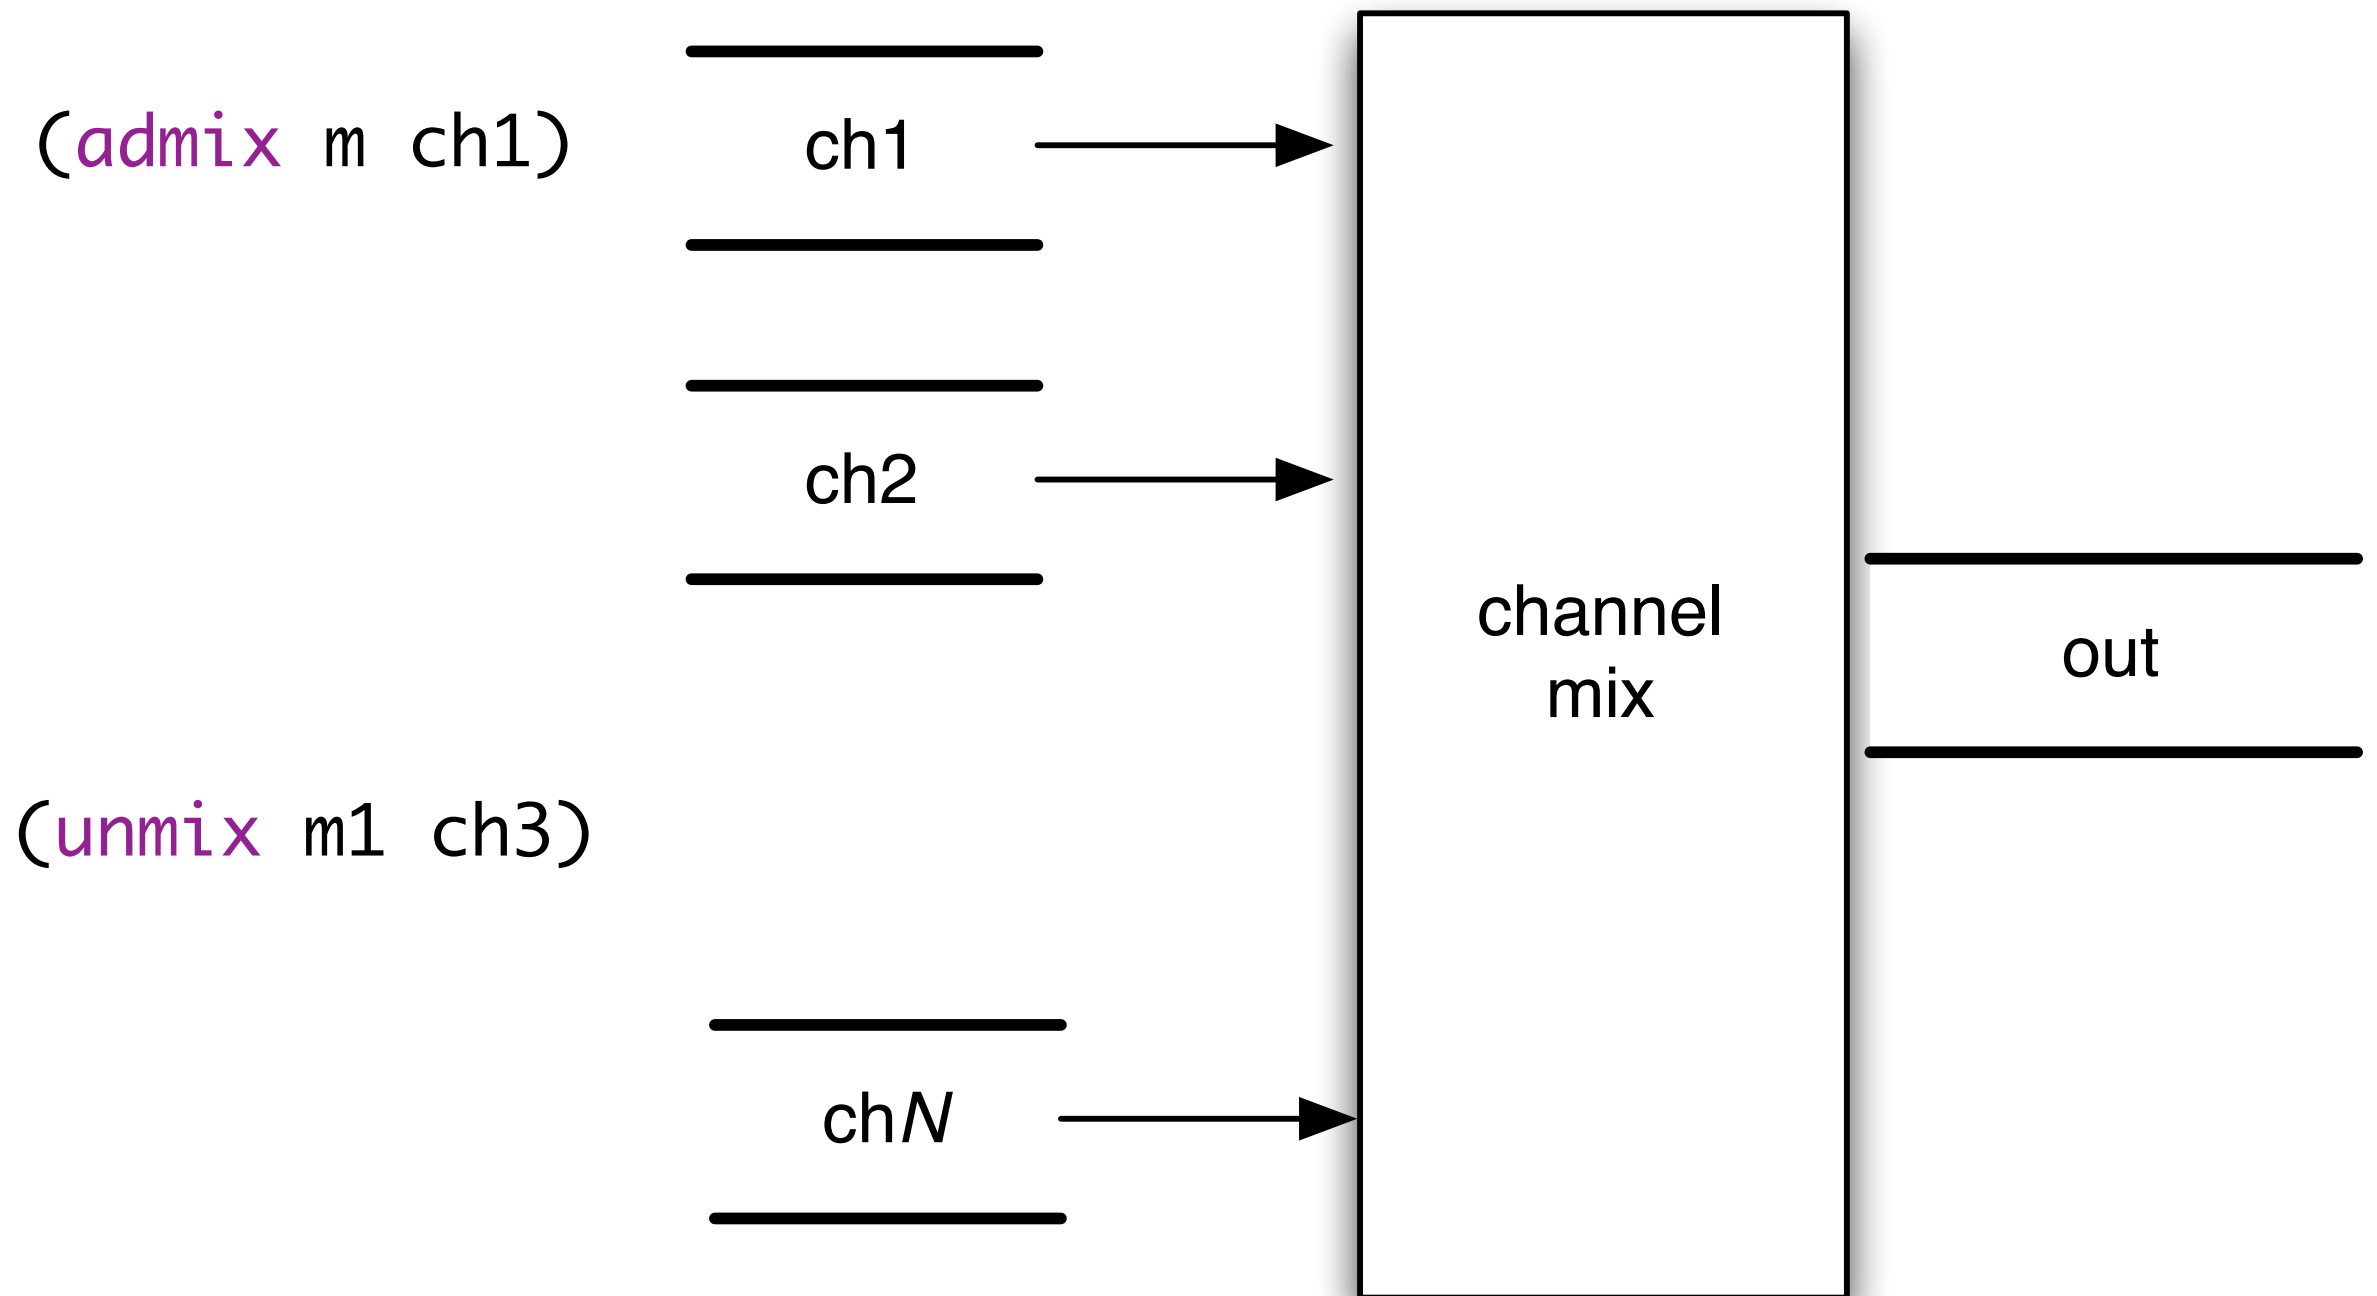 (admix m ch1)
ch1
ch2
channel
mix
out
(unmix m1 ch3)
chN